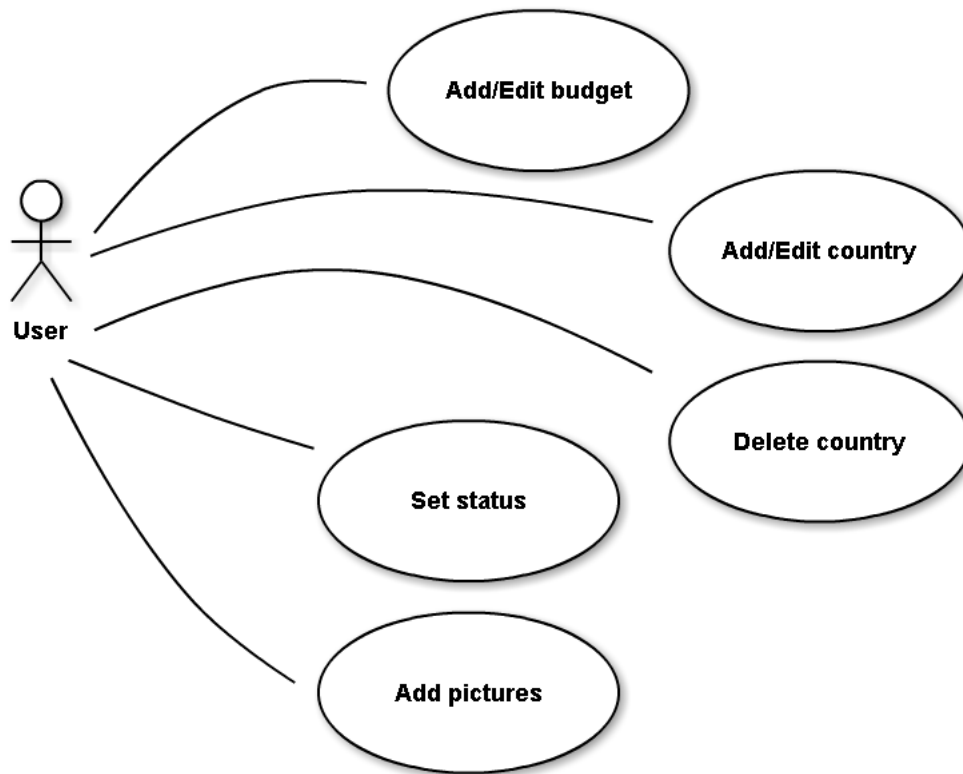 Add/Edit budget
Add/Edit country
User
Delete country
Set status
Add pictures